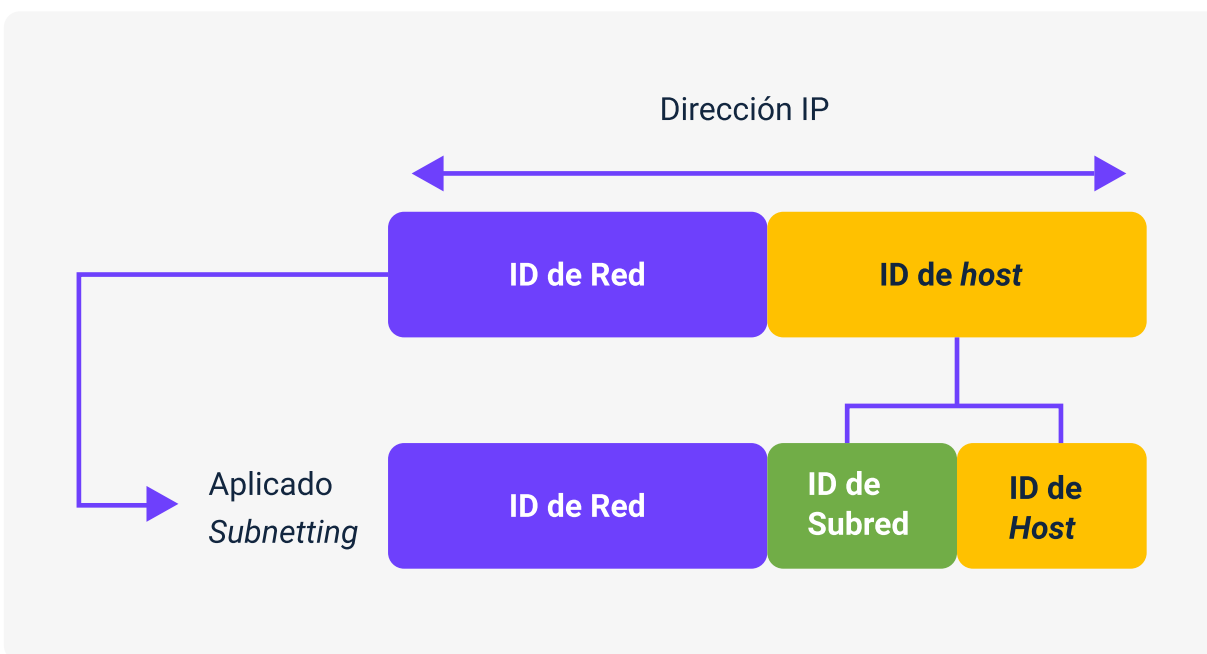 Dirección IP
ID de Red
ID de host
Aplicado
Subnetting
ID de Red
ID de
Subred
ID de
Host